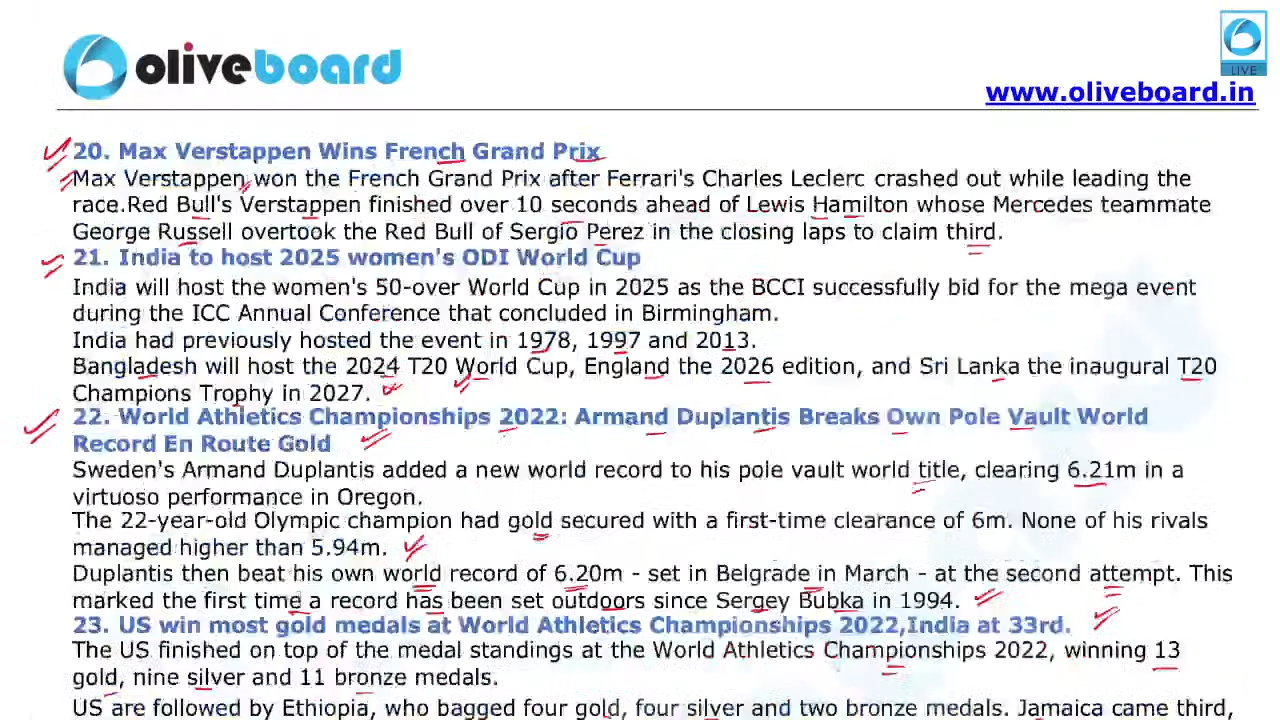 oliveboard
LIVE
www.oliveboard.in
20. Max Verstappen Wins French Grand Prix
Max Verstappen won the French Grand Prix after Ferrari's Charles Leclerc crashed out while leading the
race.Red Bull's Verstappen finished over 10 seconds ahead of Lewis Hamilton whose Mercedes teammate
George Russell overtook the Red Bull of Sergio Perez in the closing laps to claim third.
21. India to host 2025 women's ODI World Cup
India will host the women's 50-over World Cup in 2025 as the BCCI successfully bid for the mega event
during the ICC Annual Conference that concluded in Birmingham.
India had previously hosted the event in 1978, 1997 and 2013.
Bangladesh will host the 2024 T20 World Cup, England the 2026 edition, and Sri Lanka the inaugural T20
Champions Trophy in 2027.
22. World Athletics Championships 2022: Armand Duplantis Breaks Own Pole Vault World
Record En Route Gold
Sweden's Armand Duplantis added a new world record to his pole vault world title, clearing 6.21m in a
virtuoso performance in Oregon.
The 22-year-old Olympic champion had gold secured with a first-time clearance of 6m. None of his rivals
managed higher than 5.94m.
Duplantis then beat his own world record of 6.20m - set in Belgrade in March - at the second attempt. This
marked the first time a record has been set outdoors since Sergey Bubka in 1994.
23. US win most gold medals at World Athletics Championships 2022,India at 33rd.
The US finished on top of the medal standings at the World Athletics Championships 2022, winning 13
gold, nine silver and 11 bronze medals.
US are followed by Ethiopia, who bagged four gold, four silver and two bronze medals. Jamaica came third,